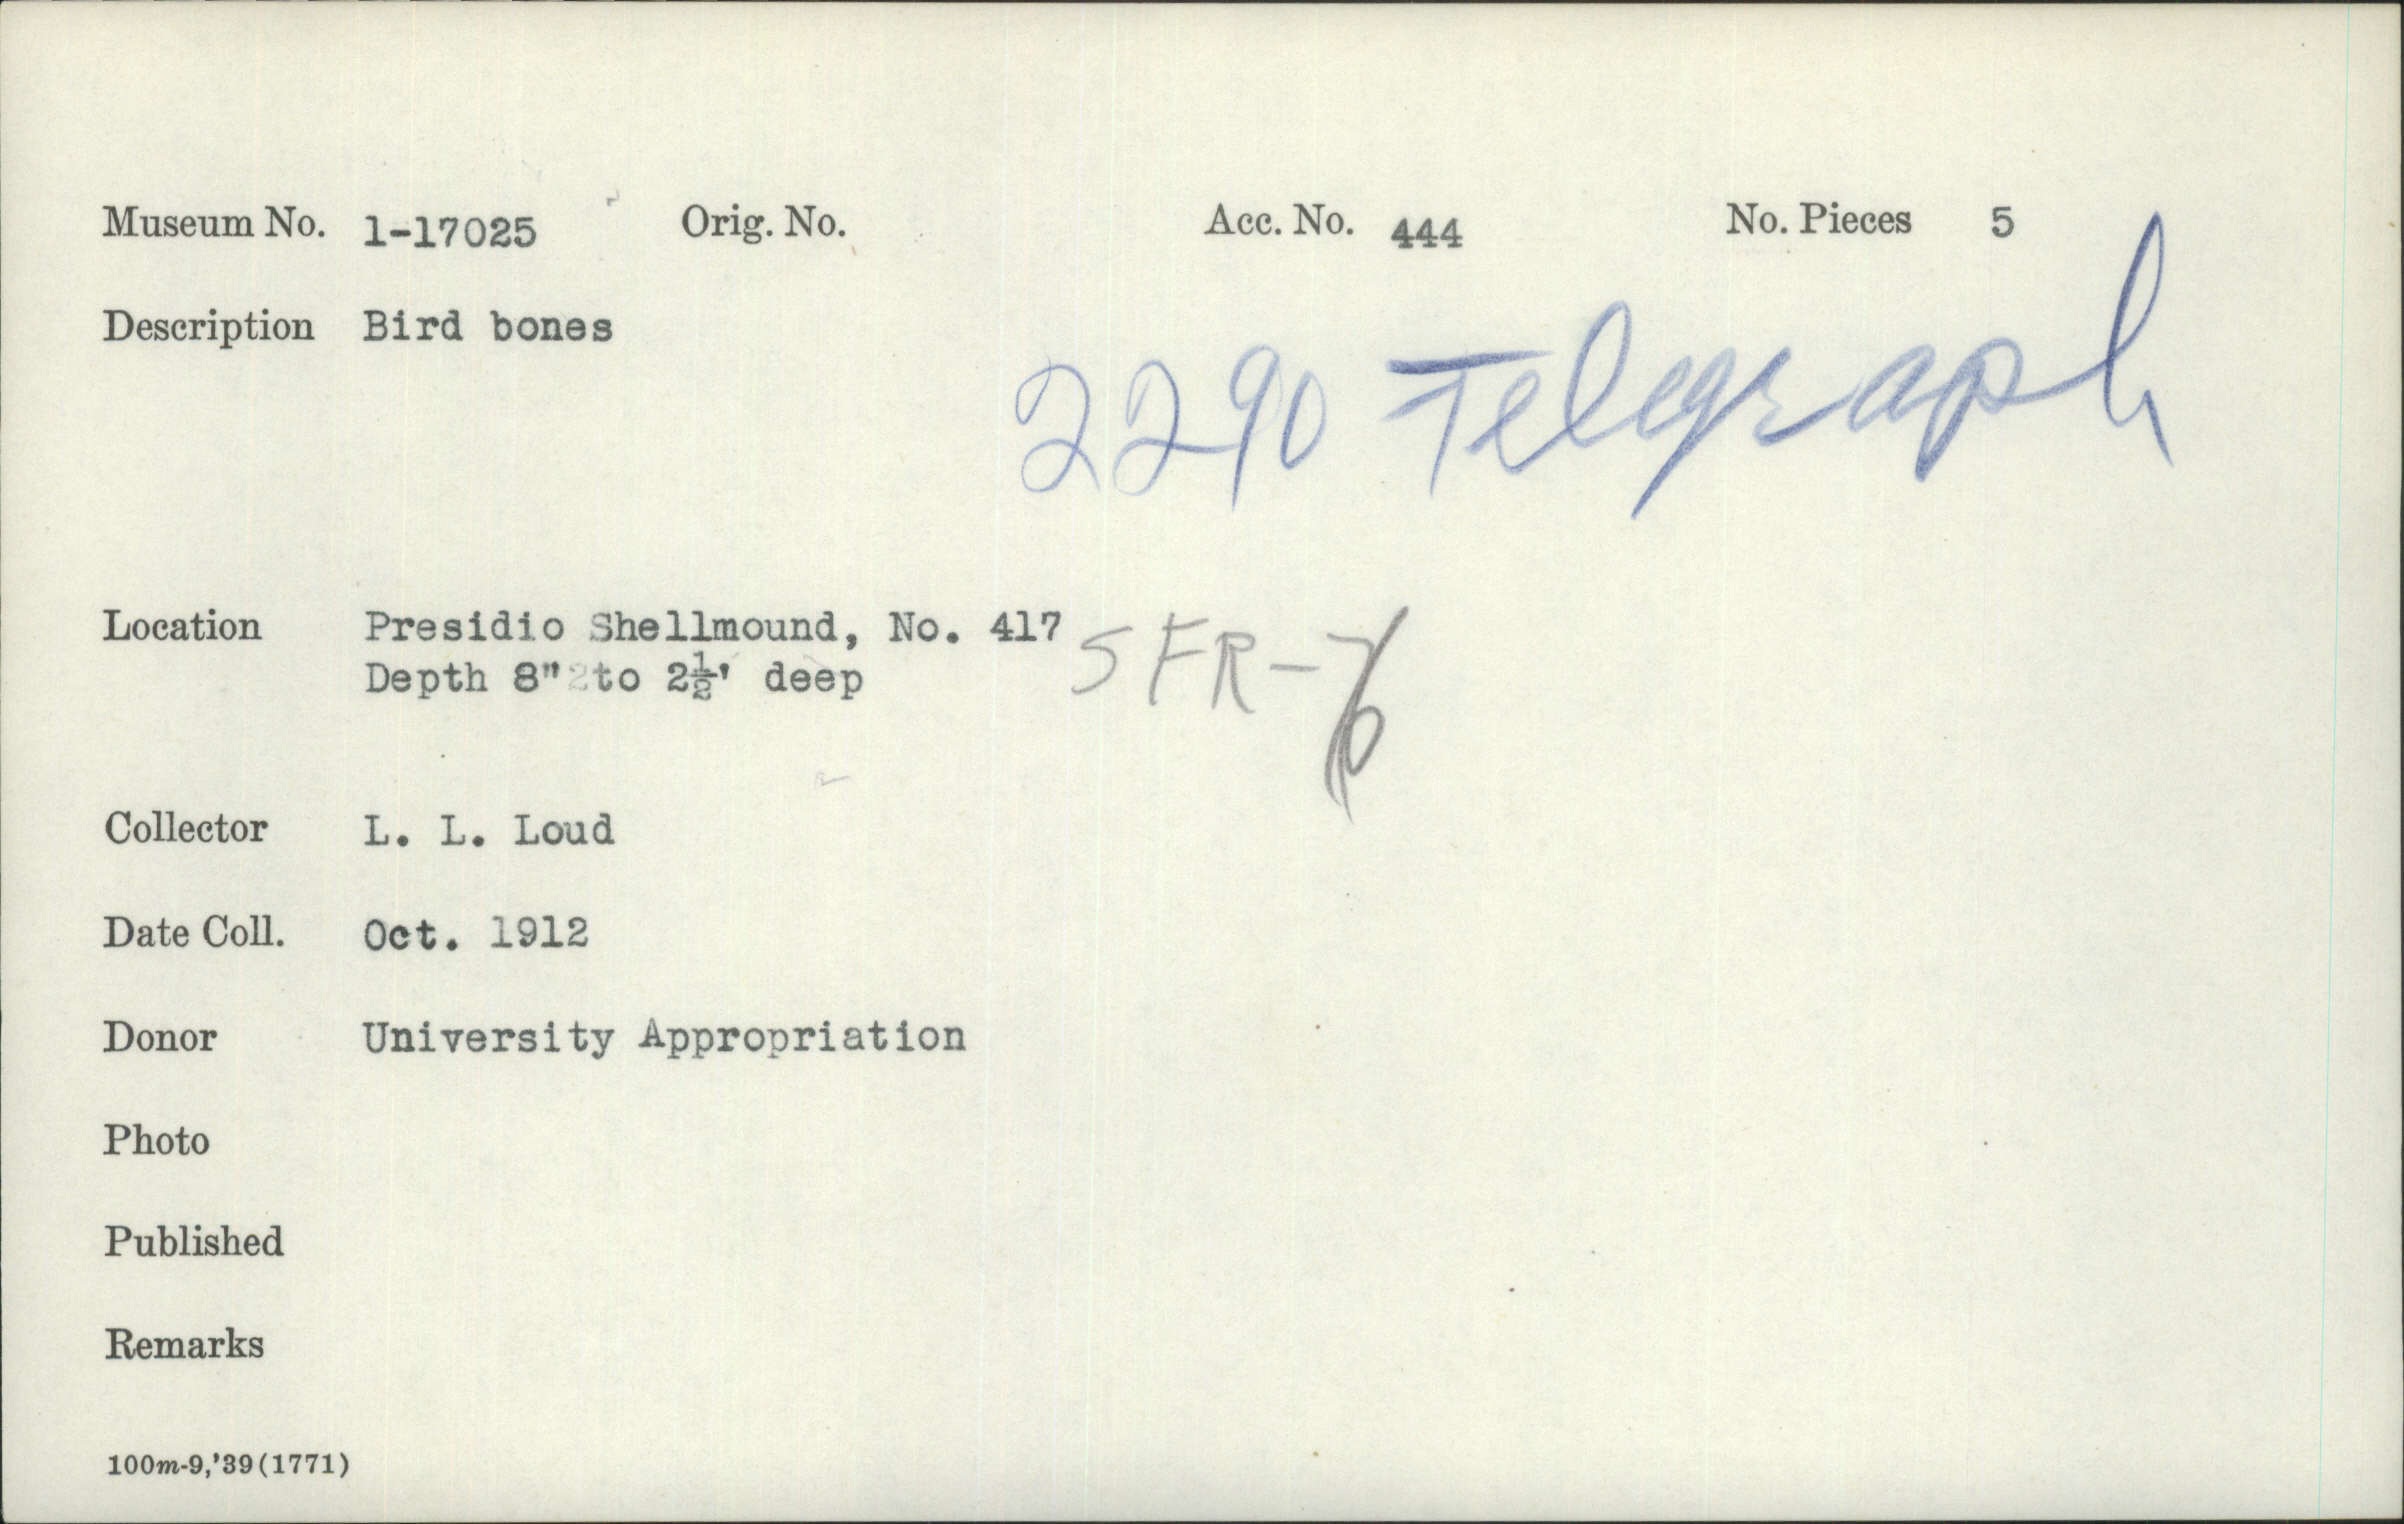 Museum No. 1-17025 Orig. No. Acc. No. 444 No. Pieces 5
Description Bird bones
2290 Telegraph
Location Presidio Shellmound, No. 417 SFR-6
Depth 8" to 2½' deep
Collector L. L. Loud
Date Coll. Oct. 1912
Donor University Appropriation
Photo
Published
Remarks
100m-9,'39(1771)